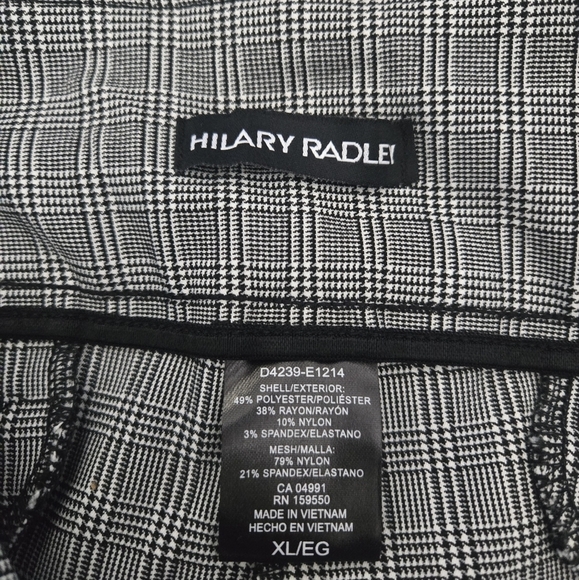 HILARY RADLEY
D4239-E1214
SHELL/EXTERIOR:
49% POLYESTER/POLIÉSTER
38% RAYON/RAYÓN
10% NYLON
3% SPANDEX/ELASTANO
MESH/MALLA:
79% NYLON
21% SPANDEX/ELASTANO
CA 04991
RN 159550
MADE IN VIETNAM
HECHO EN VIETNAM
XL/EG